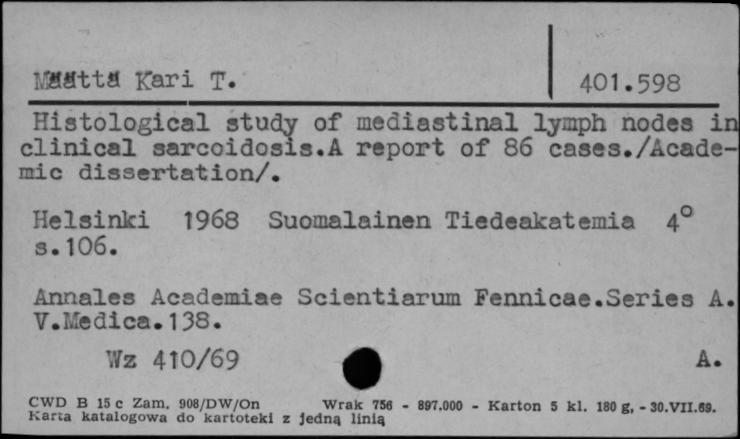 Määttä Kari T. 401.598
Histological study of mediastinal lymph nodes in
clinical sarcoidosis.A report of 86 cases./Acade-
mic dissertation/.
Helsinki 1968 Suomalainen Tiedeakatemia 4°
s.106.
Annales Academiae Scientiarum Fennicae.Series A.
V.Medica.138.
Wz 410/69 A.
CWD B 15 c Zam. 908/DW/On Wrak 756 - 897.000 - Karton 5 kl. 180 g, - 30.VII.69.
Karta katalogowa do kartoteki z jedną linią